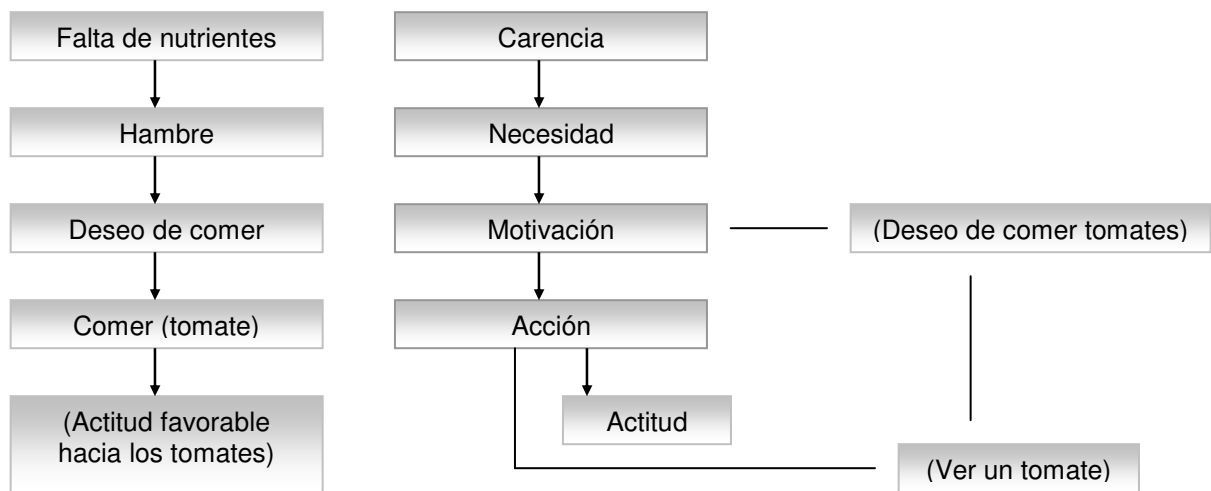 Falta de nutrientes
Hambre
Deseo de comer
Comer (tomate)
(Actitud favorable
hacia los tomates)
Carencia
Necesidad
Motivación
Acción
Actitud
(Deseo de comer tomates)
(Ver un tomate)